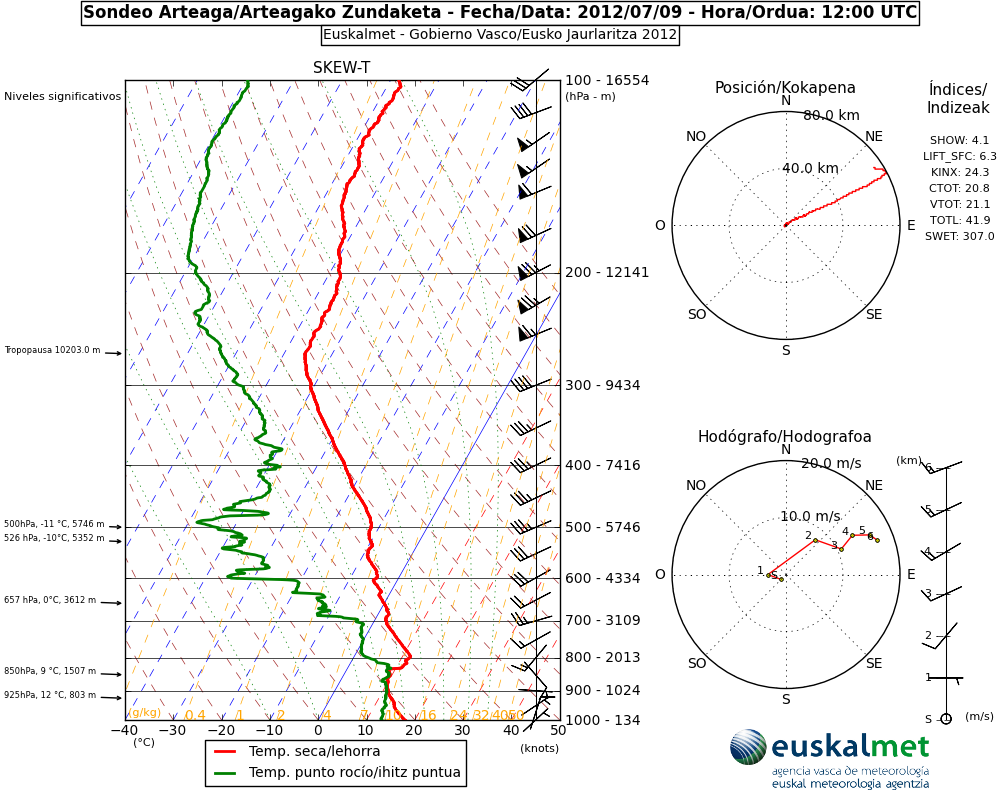 Sondeo Arteaga/Arteagako Zundaketa - Fecha/Data: 2012/07/09 - Hora/Ordua: 12:00 UTC
Euskalmet - Gobierno Vasco/Eusko Jaurlaritza 2012
SKEW-T
Niveles significativos
100 - 16554
(hPa - m)
200 - 12141
Tropopausa 10203.0 m
300 - 9434
400 - 7416
500hPa, -11 °C, 5746 m
500 - 5746
526 hPa, -10°C, 5352 m
600 - 4334
657 hPa, 0°C, 3612 m
700 - 3109
800 - 2013
850hPa, 9 °C, 1507 m
900 - 1024
925hPa, 12 °C, 803 m
(g/kg) 0.4 1 2 4 7 10 16 24 32 40 50
1000 - 134
−40 −30 −20 −10 0 10 20 30 40 50
(°C)
(knots)
Temp. seca/lehorra
Temp. punto rocío/ihitz puntua
Posición/Kokapena
N
80.0 km
NO
NE
40.0 km
O
E
SO
SE
S
Índices/
Indizeak
SHOW: 4.1
LIFT_SFC: 6.3
KINX: 24.3
CTOT: 20.8
VTOT: 21.1
TOTL: 41.9
SWET: 307.0
Hodógrafo/Hodografoa
N
20.0 m/s
NO
NE
10.0 m/s
O
E
S 1 2 3 4 5 6
SO
SE
S
(km)
6
5
4
3
2
1
S
(m/s)
euskalmet
agencia vasca de meteorología
euskal meteorologia agentzia